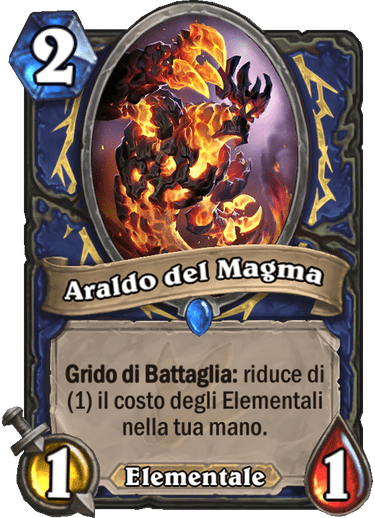 2
Araldo del Magma
Grido di Battaglia: riduce di
(1) il costo degli Elementali
nella tua mano.
1
Elementale
1